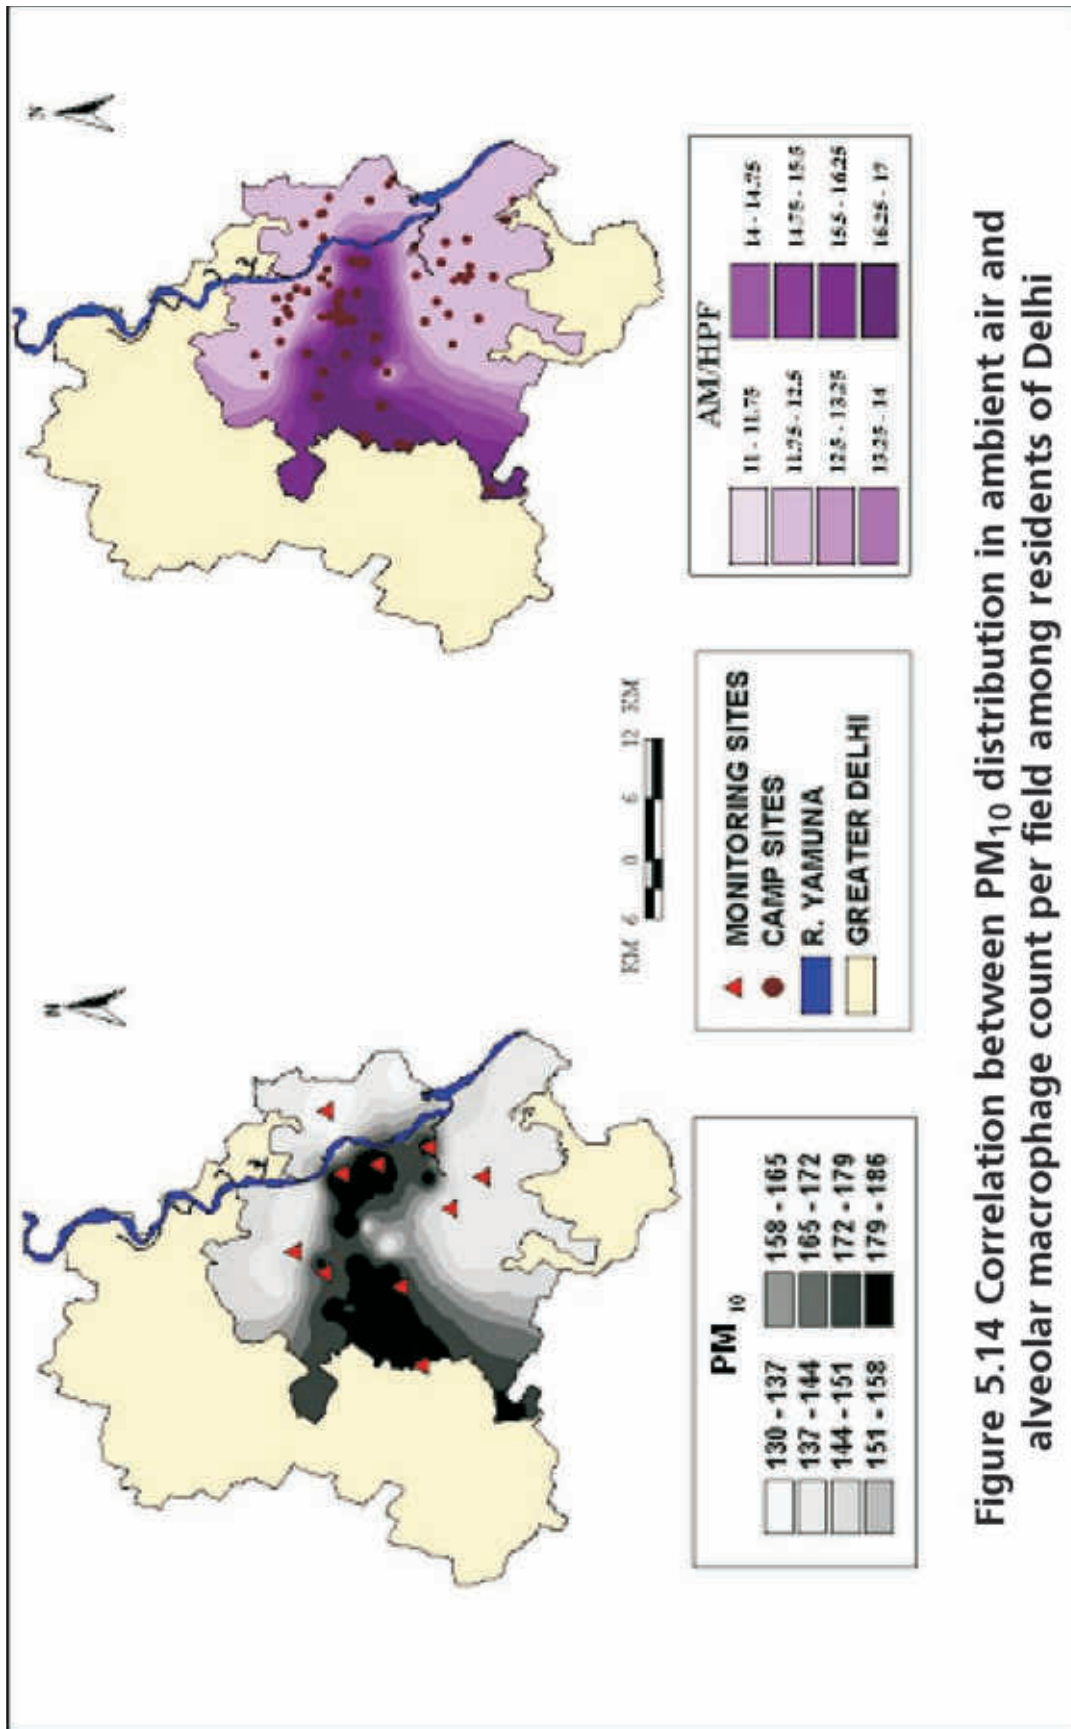 N
N
KM 6 0 6 12 KM
PM 10
130 - 137
137 - 144
144 - 151
151 - 158
158 - 165
165 - 172
172 - 179
179 - 186
MONITORING SITES
CAMP SITES
R. YAMUNA
GREATER DELHI
AM/HPF
11 - 11.75
11.75 - 12.5
12.5 - 13.25
13.25 - 14
14 - 14.75
14.75 - 15.5
15.5 - 16.25
16.25 - 17
Figure 5.14 Correlation between PM10 distribution in ambient air and
alveolar macrophage count per field among residents of Delhi